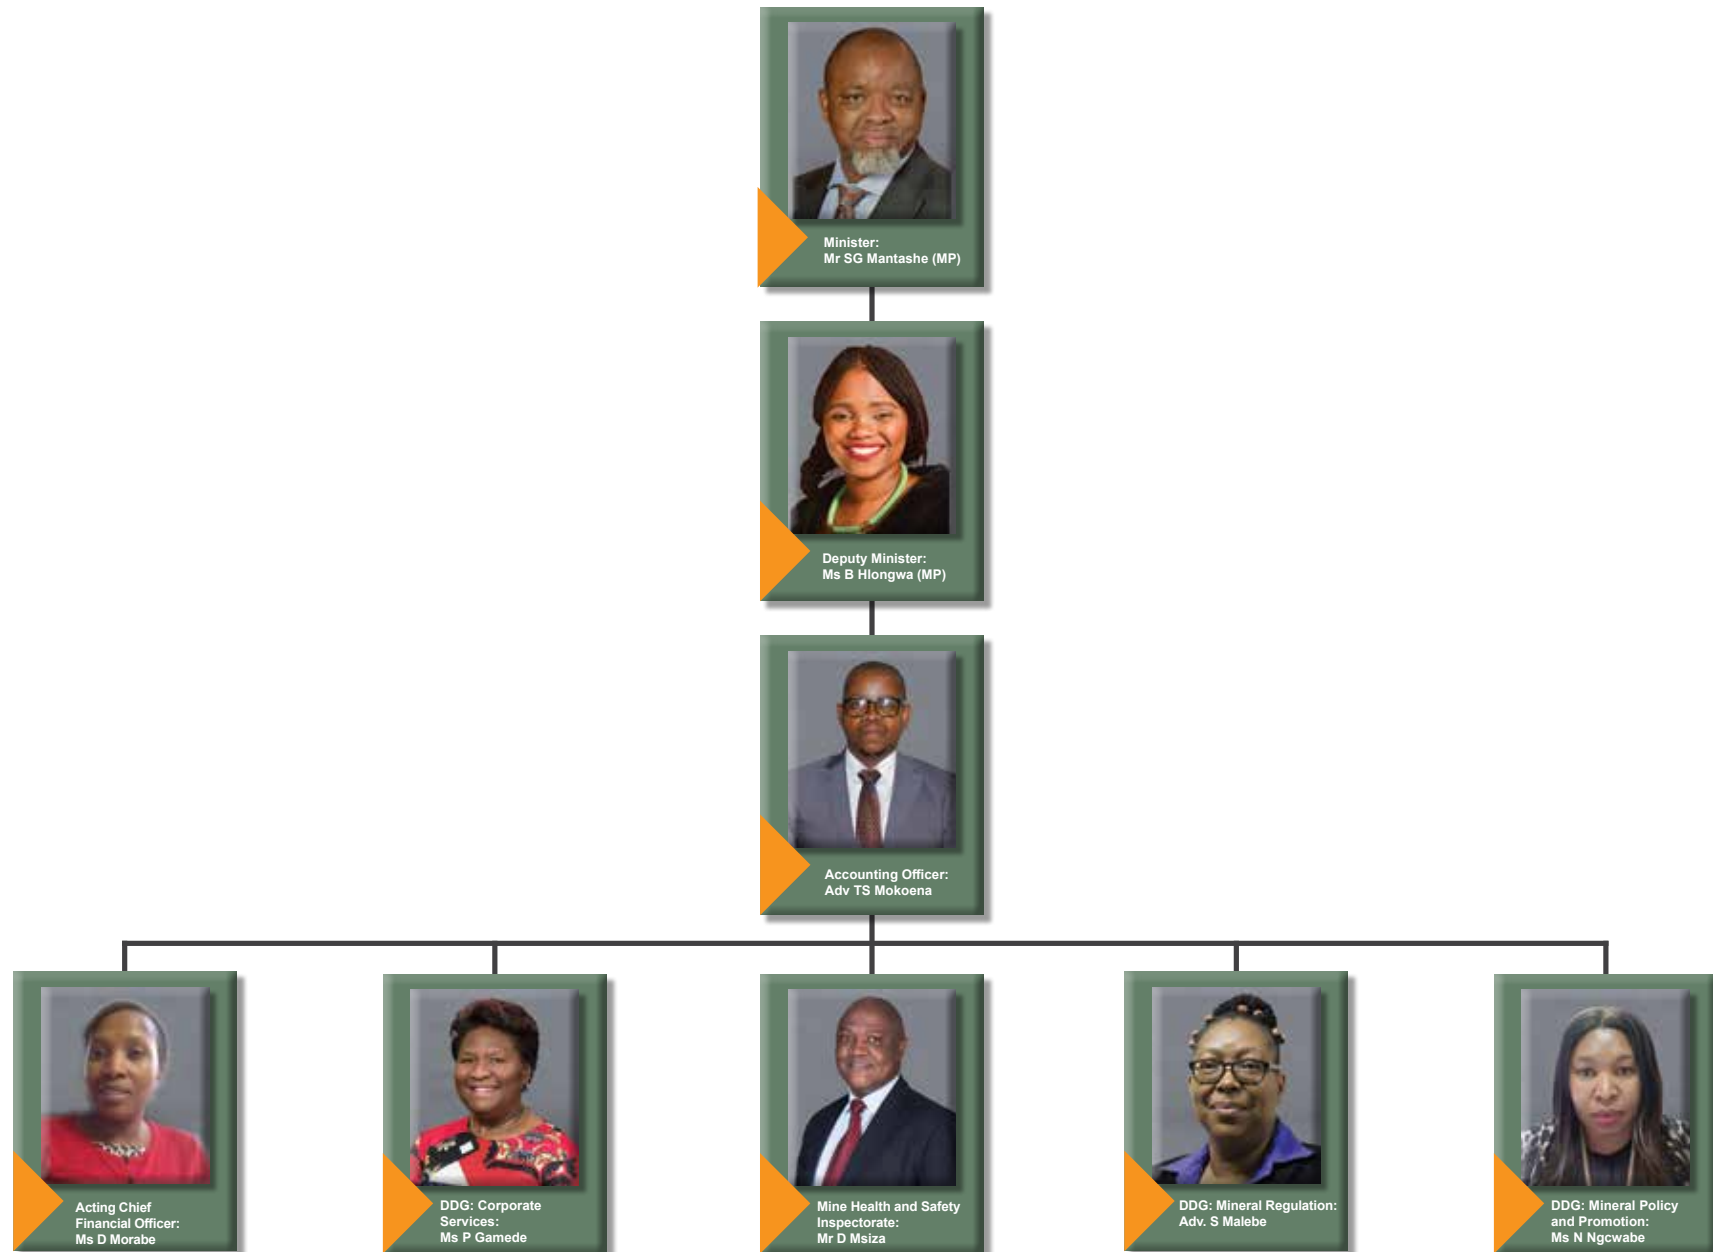 Minister:
Mr SG Mantashe (MP)
Deputy Minister:
Ms B Hlongwa (MP)
Accounting Officer:
Adv TS Mokoena
Acting Chief
Financial Officer:
Ms D Morabe
DDG: Corporate
Services:
Ms P Gamede
Mine Health and Safety
Inspectorate:
Mr D Msiza
DDG: Mineral Regulation:
Adv. S Malebe
DDG: Mineral Policy
and Promotion:
Ms N Ngcwabe